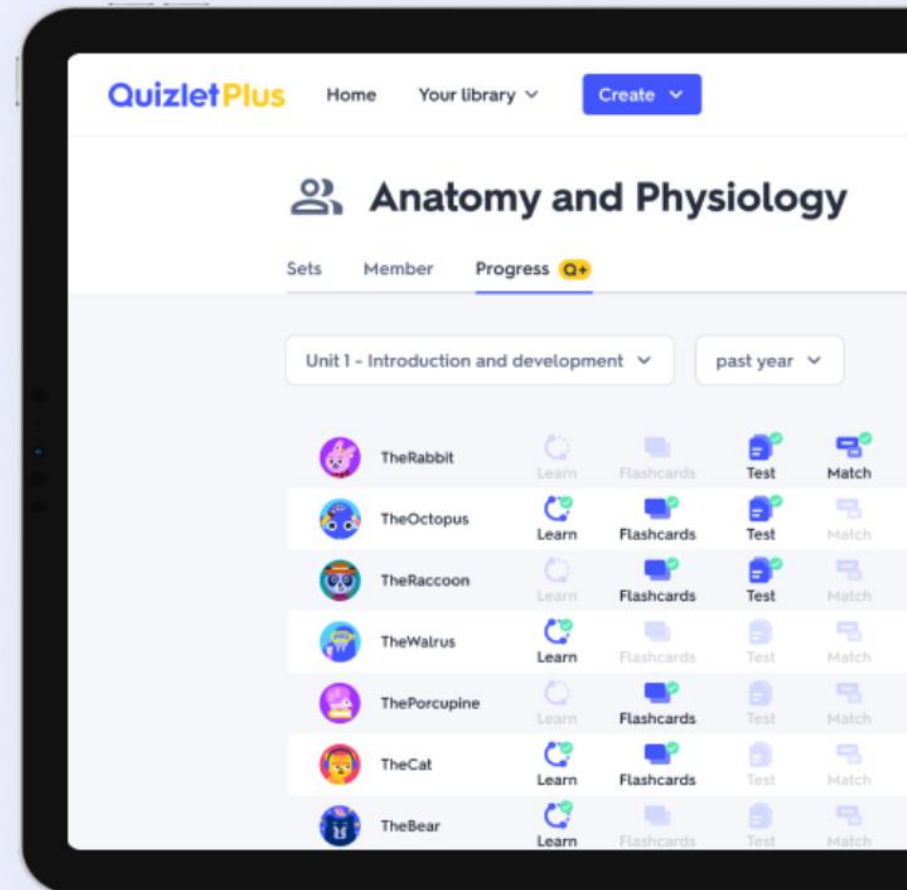 QuizletPlus Home Your library Create
Anatomy and Physiology
Sets Member Progress Q+
Unit 1 - Introduction and development past year
TheRabbit Learn Flashcards Test Match
TheOctopus Learn Flashcards Test Match
TheRaccoon Learn Flashcards Test Match
TheWalrus Learn Flashcards Test Match
ThePorcupine Learn Flashcards Test Match
TheCat Learn Flashcards Test Match
TheBear Learn Flashcards Test Match